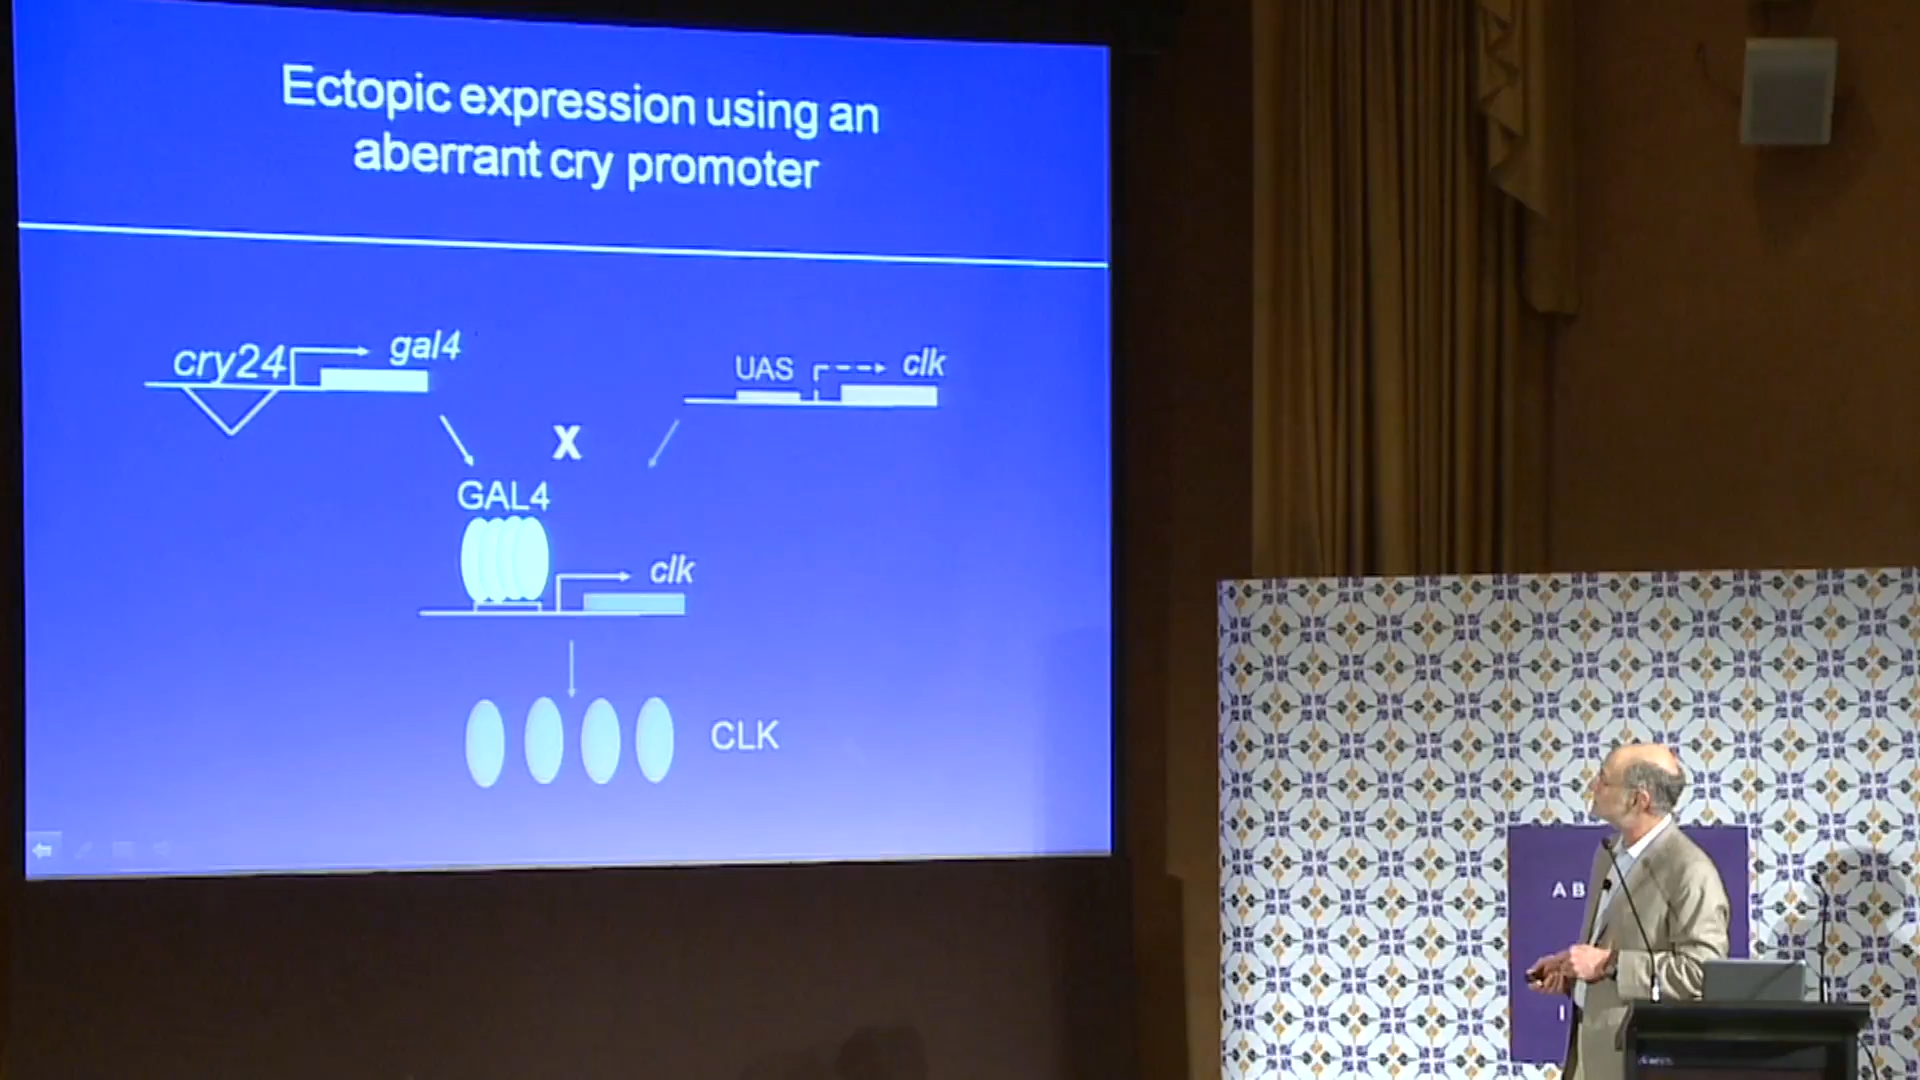 Ectopic expression using an
aberrant cry promoter
cry24
gal4
UAS
clk
X
GAL4
clk
CLK
AB
I